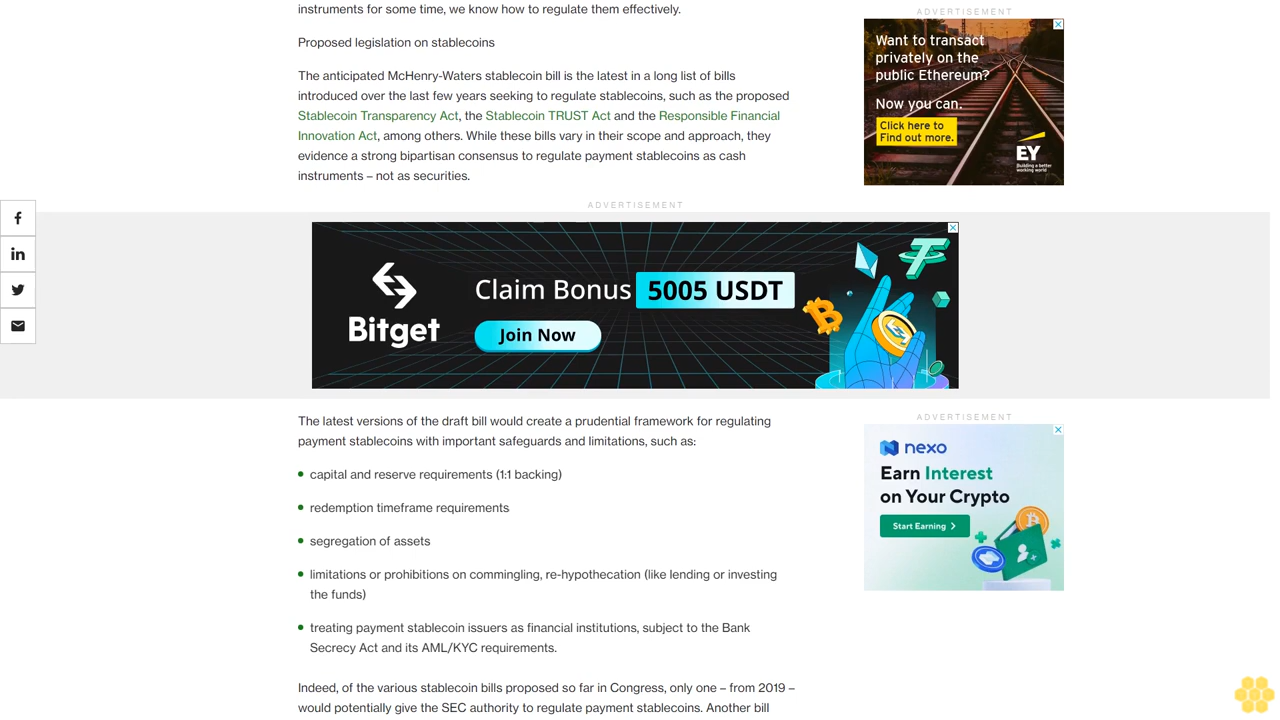 instruments for some time, we know how to regulate them effectively.
Proposed legislation on stablecoins
The anticipated McHenry-Waters stablecoin bill is the latest in a long list of bills
introduced over the last few years seeking to regulate stablecoins, such as the proposed
Stablecoin Transparency Act, the Stablecoin TRUST Act and the Responsible Financial
Innovation Act, among others. While these bills vary in their scope and approach, they
evidence a strong bipartisan consensus to regulate payment stablecoins as cash
instruments – not as securities.
ADVERTISEMENT
Want to transact
privately on the
public Ethereum?
Now you can.
Click here to
Find out more.
EY
Building a better
working world
ADVERTISEMENT
Bitget
Claim Bonus 5005 USDT
Join Now
The latest versions of the draft bill would create a prudential framework for regulating
payment stablecoins with important safeguards and limitations, such as:
capital and reserve requirements (1:1 backing)
redemption timeframe requirements
segregation of assets
limitations or prohibitions on commingling, re-hypothecation (like lending or investing
the funds)
treating payment stablecoin issuers as financial institutions, subject to the Bank
Secrecy Act and its AML/KYC requirements.
ADVERTISEMENT
nexo
Earn Interest
on Your Crypto
Start Earning
Indeed, of the various stablecoin bills proposed so far in Congress, only one – from 2019 –
would potentially give the SEC authority to regulate payment stablecoins. Another bill